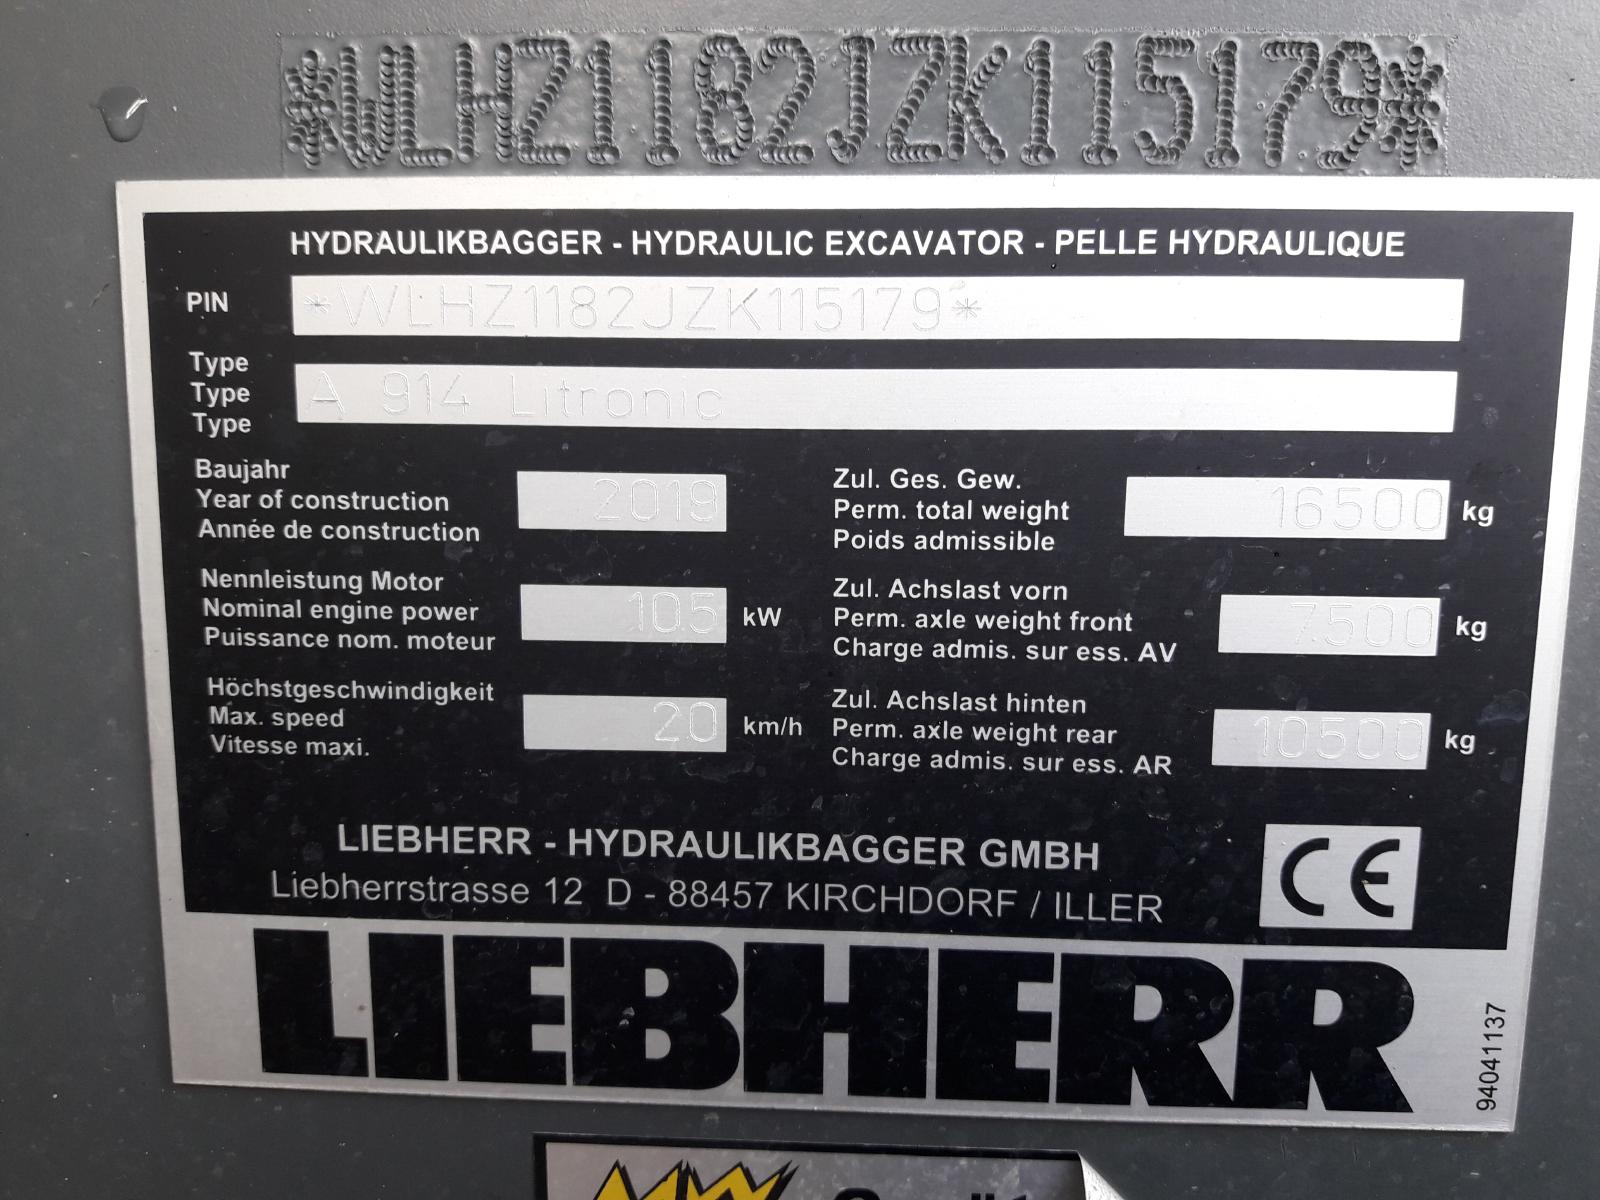 *WLHZ1182JZK115179*
HYDRAULIKBAGGER - HYDRAULIC EXCAVATOR - PELLE HYDRAULIQUE
PIN *WLHZ1182JZK115179*
Type
Type A 914 Litronic
Type
Baujahr
Year of construction 2019
Année de construction
Zul. Ges. Gew.
Perm. total weight 16500 kg
Poids admissible
Nennleistung Motor
Nominal engine power 105 kW
Puissance nom. moteur
Zul. Achslast vorn
Perm. axle weight front 7500 kg
Charge admis. sur ess. AV
Höchstgeschwindigkeit
Max. speed 20 km/h
Vitesse maxi.
Zul. Achslast hinten
Perm. axle weight rear 10500 kg
Charge admis. sur ess. AR
LIEBHERR - HYDRAULIKBAGGER GMBH
Liebherrstrasse 12 D - 88457 KIRCHDORF / ILLER
CE
LIEBHERR
94041137